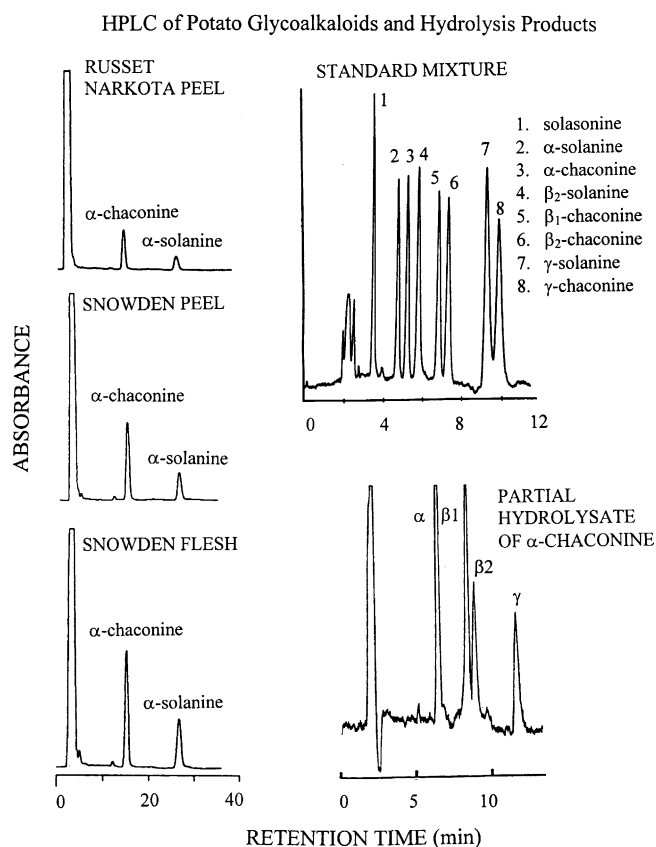 HPLC of Potato Glycoalkaloids and Hydrolysis Products
RUSSET
NARKOTA PEEL
α-chaconine
α-solanine
SNOWDEN PEEL
α-chaconine
α-solanine
SNOWDEN FLESH
α-chaconine
α-solanine
0 20 40
ABSORBANCE
STANDARD MIXTURE
1
2 3 4
5 6
7
8
1. solasonine
2. α-solanine
3. α-chaconine
4. β2-solanine
5. β1-chaconine
6. β2-chaconine
7. γ-solanine
8. γ-chaconine
0 4 8 12
PARTIAL
HYDROLYSATE
OF α-CHACONINE
α β1
β2
γ
0 5 10
RETENTION TIME (min)